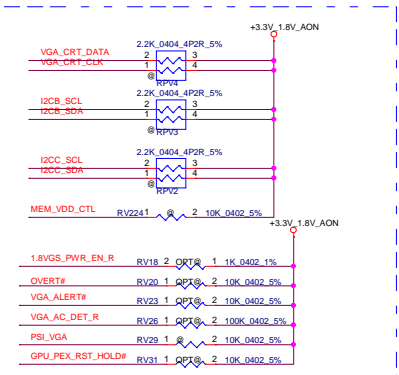 +3.3V_1.8V_AON
2.2K_0404_4P2R_5%
VGA_CRT_DATA 2 3
VGA_CRT_CLK 1 4
@ RPV4
2.2K_0404_4P2R_5%
I2CB_SCL 2 3
I2CB_SDA 1 4
@ RPV3
2.2K_0404_4P2R_5%
I2CC_SCL 2 3
I2CC_SDA 1 4
@ RPV2
MEM_VDD_CTL RV224 1 @ 2 10K_0402_5%
+3.3V_1.8V_AON
1.8VGS_PWR_EN_R RV18 2 OPT@ 1 1K_0402_1%
OVERT# RV20 1 OPT@ 2 10K_0402_5%
VGA_ALERT# RV23 1 OPT@ 2 10K_0402_5%
VGA_AC_DET_R RV26 1 OPT@ 2 100K_0402_5%
PSI_VGA RV29 1 @ 2 10K_0402_5%
GPU_PEX_RST_HOLD# RV31 1 OPT@ 2 10K_0402_5%